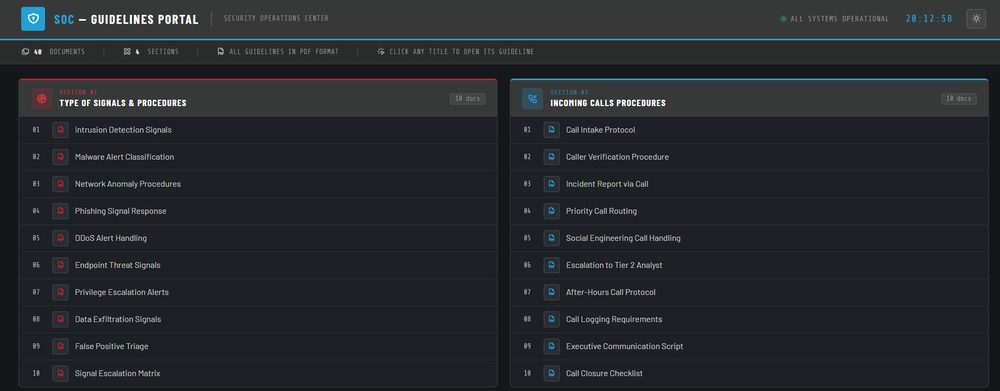 SOC — GUIDELINES PORTAL
SECURITY OPERATIONS CENTER
ALL SYSTEMS OPERATIONAL
20:12:58
40 DOCUMENTS
4 SECTIONS
ALL GUIDELINES IN PDF FORMAT
CLICK ANY TITLE TO OPEN ITS GUIDELINE
SECTION 01
TYPE OF SIGNALS & PROCEDURES
10 docs
01 Intrusion Detection Signals
02 Malware Alert Classification
03 Network Anomaly Procedures
04 Phishing Signal Response
05 DDoS Alert Handling
06 Endpoint Threat Signals
07 Privilege Escalation Alerts
08 Data Exfiltration Signals
09 False Positive Triage
10 Signal Escalation Matrix
SECTION 02
INCOMING CALLS PROCEDURES
10 docs
01 Call Intake Protocol
02 Caller Verification Procedure
03 Incident Report via Call
04 Priority Call Routing
05 Social Engineering Call Handling
06 Escalation to Tier 2 Analyst
07 After-Hours Call Protocol
08 Call Logging Requirements
09 Executive Communication Script
10 Call Closure Checklist